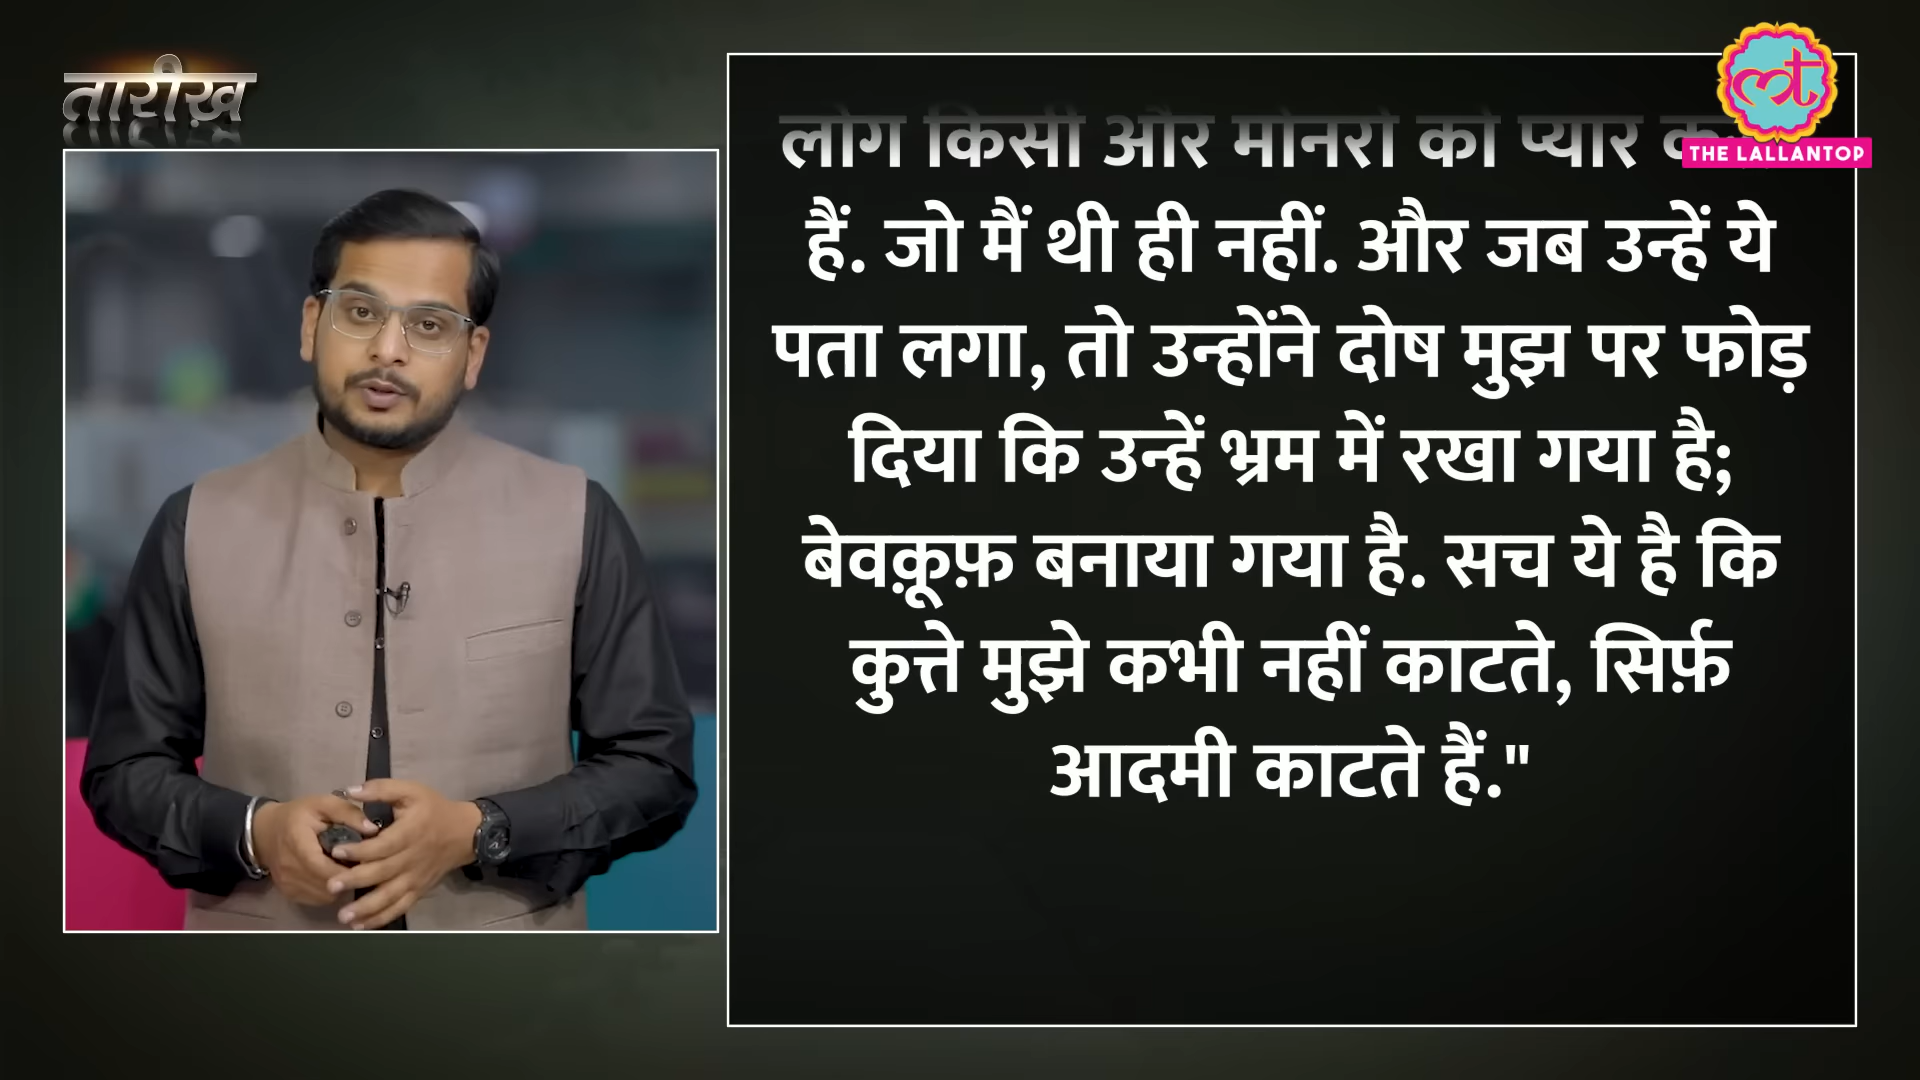 तारीख़
THE LALLANTOP
लोग किसी और मोनरो को प्यार
हैं. जो मैं थी ही नहीं. और जब उन्हें ये
पता लगा, तो उन्होंने दोष मुझ पर फोड़
दिया कि उन्हें भ्रम में रखा गया है;
बेवक़ूफ़ बनाया गया है. सच ये है कि
कुत्ते मुझे कभी नहीं काटते, सिर्फ़
आदमी काटते हैं."